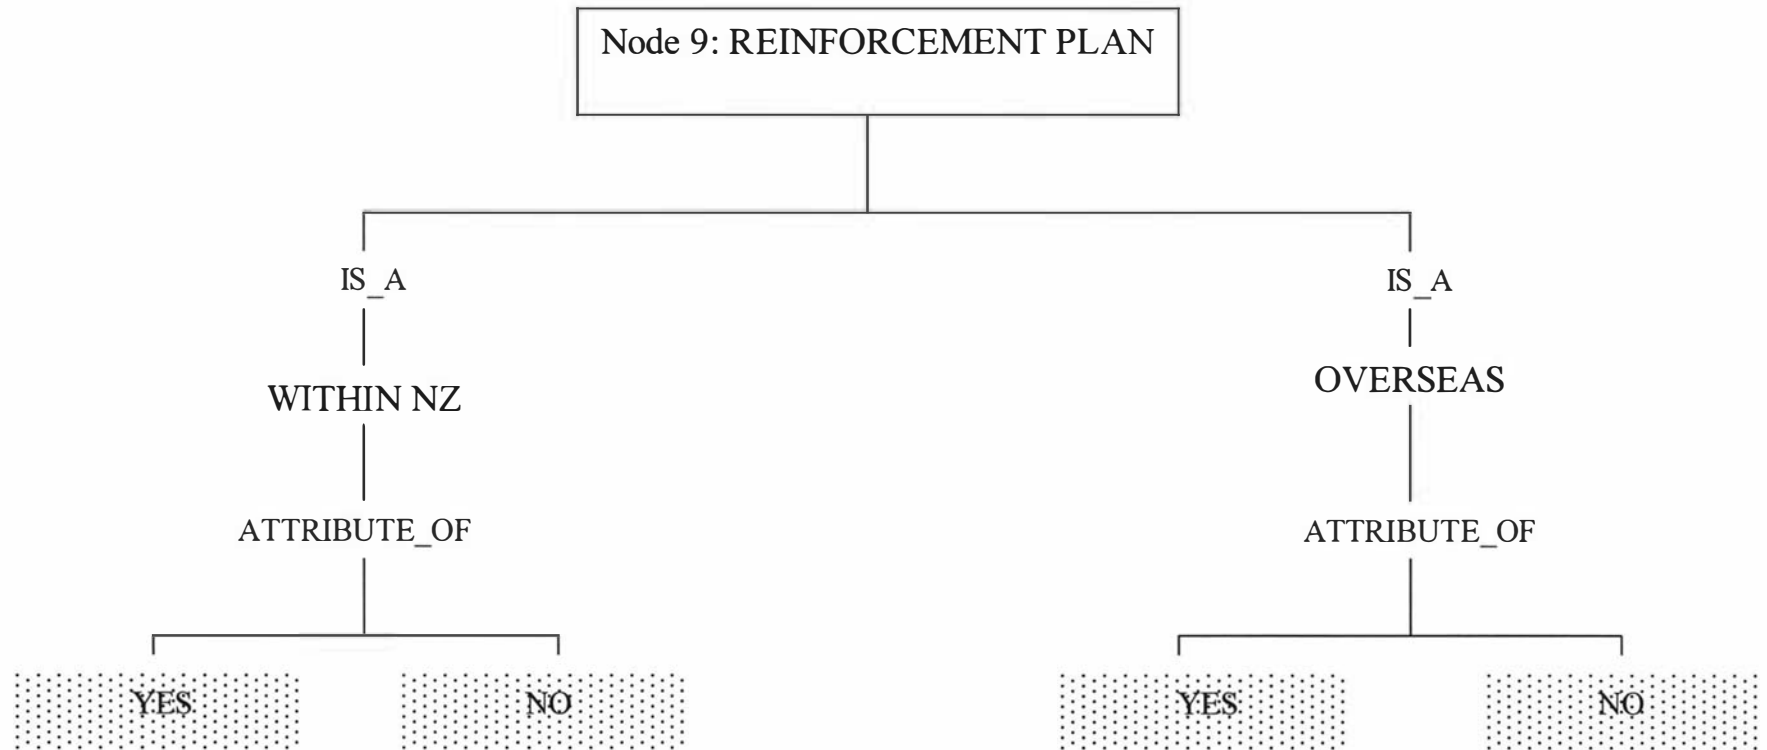 Node 9: REINFORCEMENT PLAN
IS_A
IS_A
WITHIN NZ
OVERSEAS
ATTRIBUTE_OF
ATTRIBUTE_OF
YES
NO
YES
NO